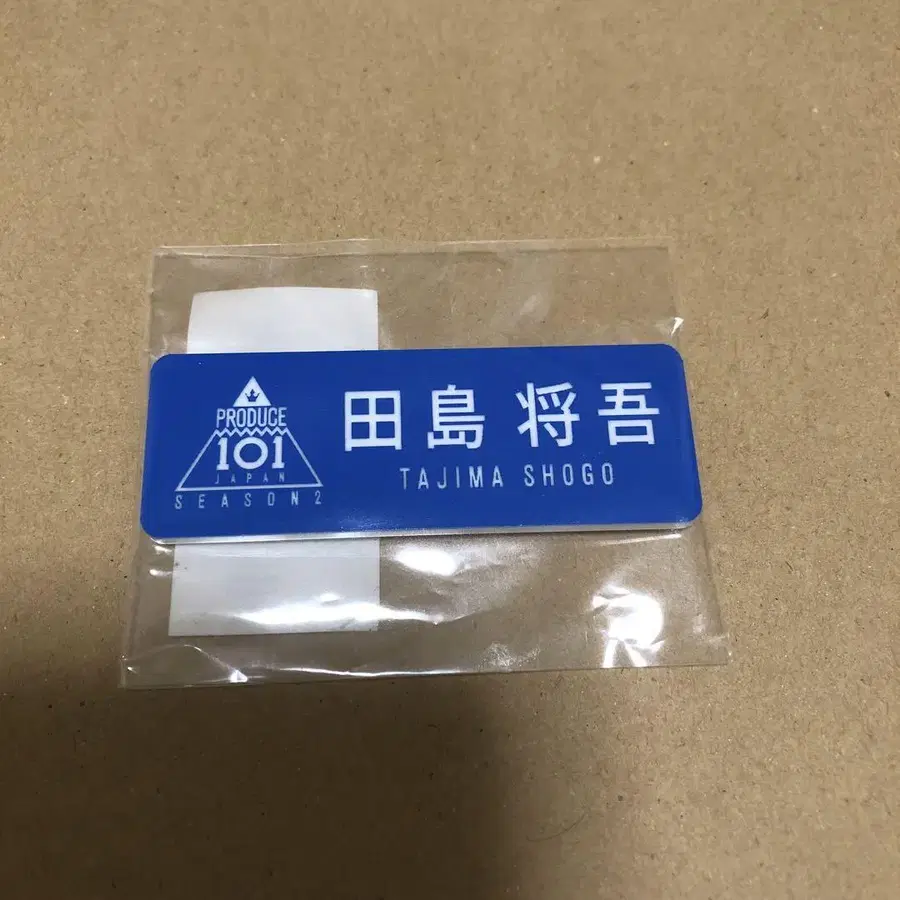 PRODUCE
101
JAPAN
SEASON2
田島 将吾
TAJIMA SHOGO